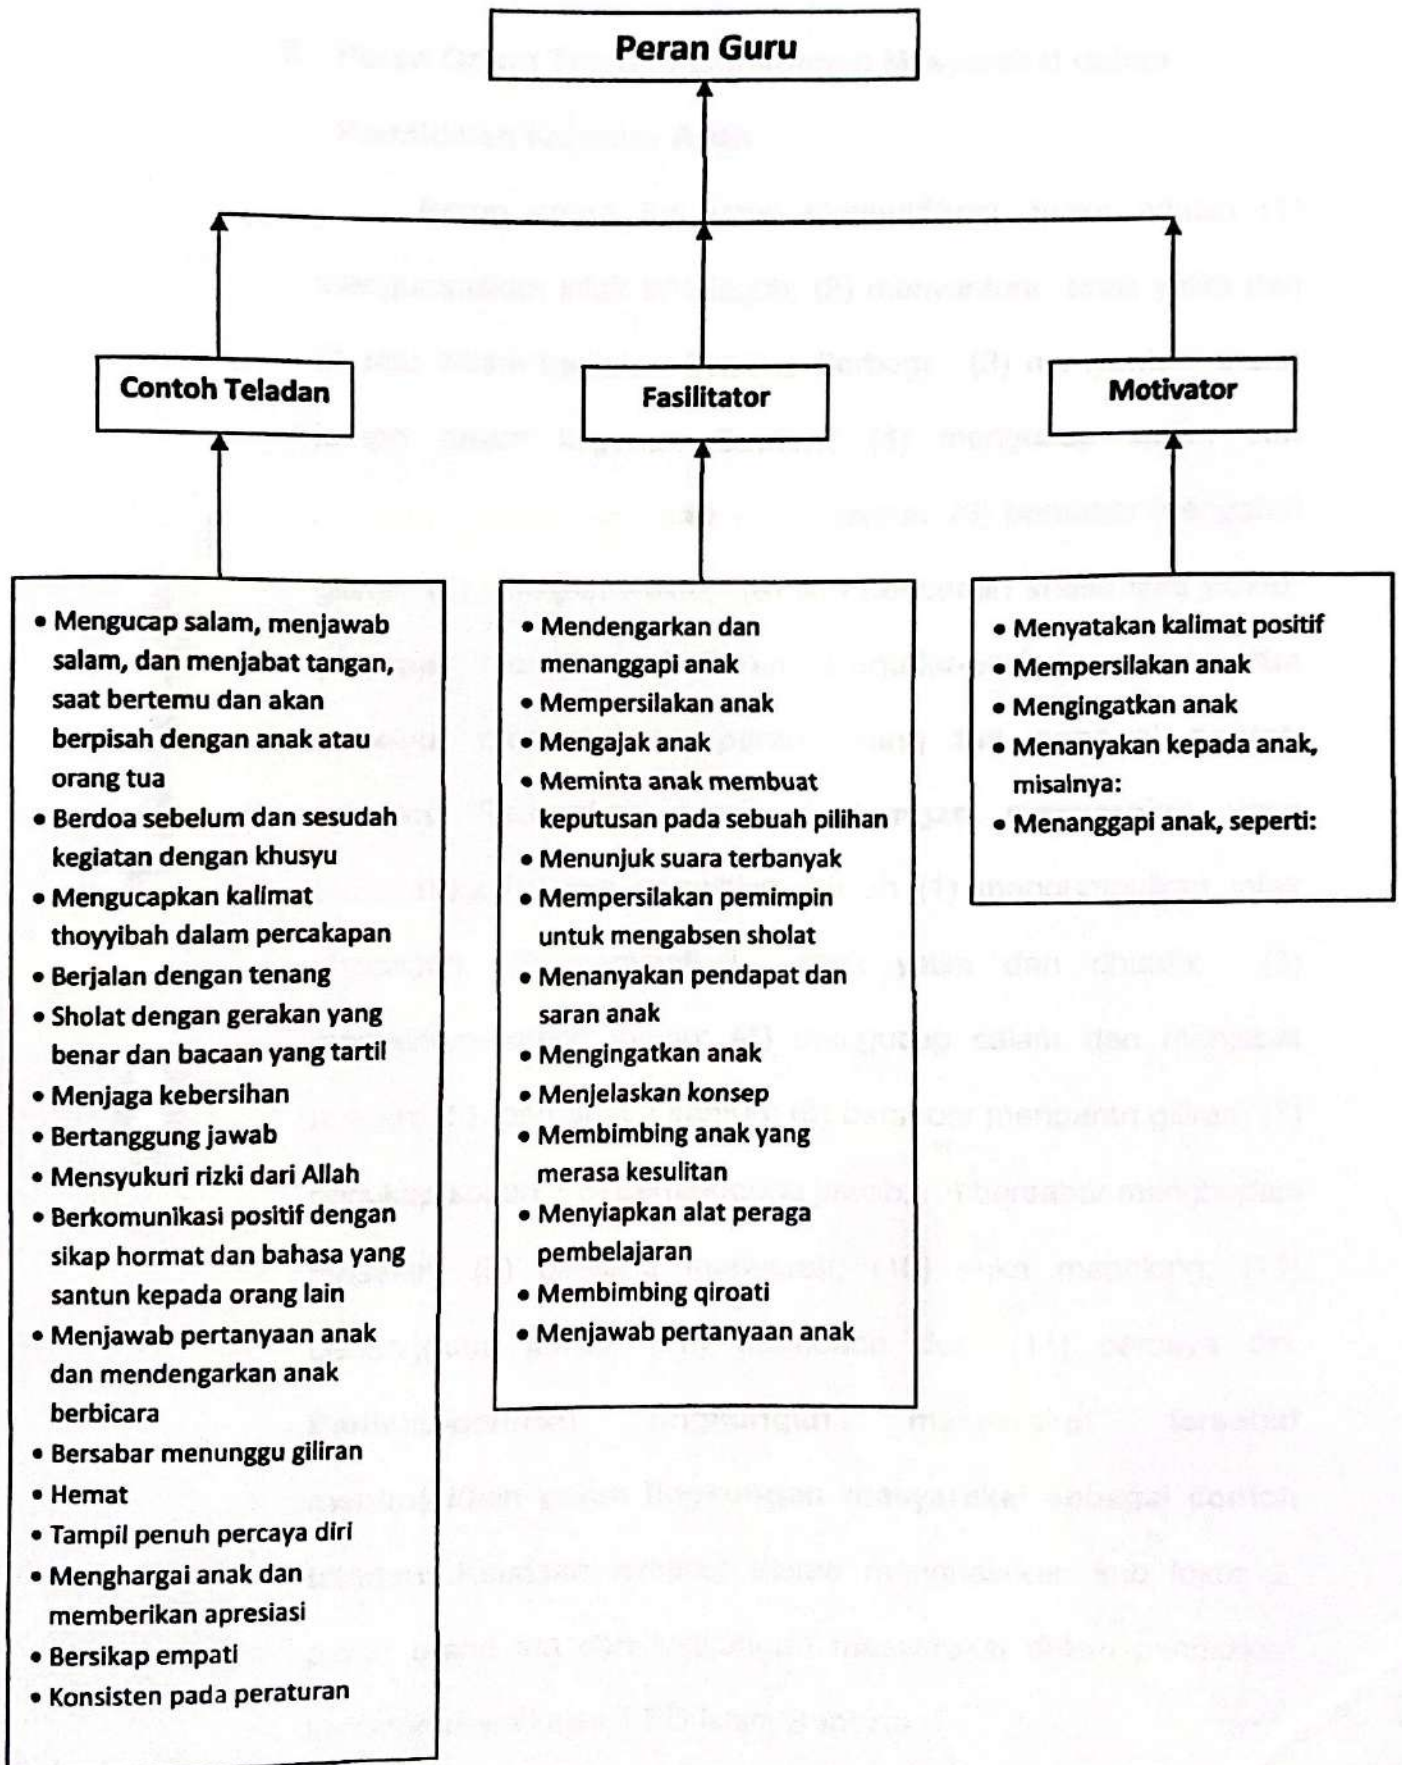 Peran Guru
Contoh Teladan
Fasilitator
Motivator
• Mengucap salam, menjawab
salam, dan menjabat tangan,
saat bertemu dan akan
berpisah dengan anak atau
orang tua
• Berdoa sebelum dan sesudah
kegiatan dengan khusyu
• Mengucapkan kalimat
thoyyibah dalam percakapan
• Berjalan dengan tenang
• Sholat dengan gerakan yang
benar dan bacaan yang tartil
• Menjaga kebersihan
• Bertanggung jawab
• Mensyukuri rizki dari Allah
• Berkomunikasi positif dengan
sikap hormat dan bahasa yang
santun kepada orang lain
• Menjawab pertanyaan anak
dan mendengarkan anak
berbicara
• Bersabar menunggu giliran
• Hemat
• Tampil penuh percaya diri
• Menghargai anak dan
memberikan apresiasi
• Bersikap empati
• Konsisten pada peraturan
• Mendengarkan dan
menanggapi anak
• Mempersilakan anak
• Mengajak anak
• Meminta anak membuat
keputusan pada sebuah pilihan
• Menunjuk suara terbanyak
• Mempersilakan pemimpin
untuk mengabsen sholat
• Menanyakan pendapat dan
saran anak
• Mengingatkan anak
• Menjelaskan konsep
• Membimbing anak yang
merasa kesulitan
• Menyiapkan alat peraga
pembelajaran
• Membimbing qiroati
• Menjawab pertanyaan anak
• Menyatakan kalimat positif
• Mempersilakan anak
• Mengingatkan anak
• Menanyakan kepada anak,
misalnya:
• Menanggapi anak, seperti: